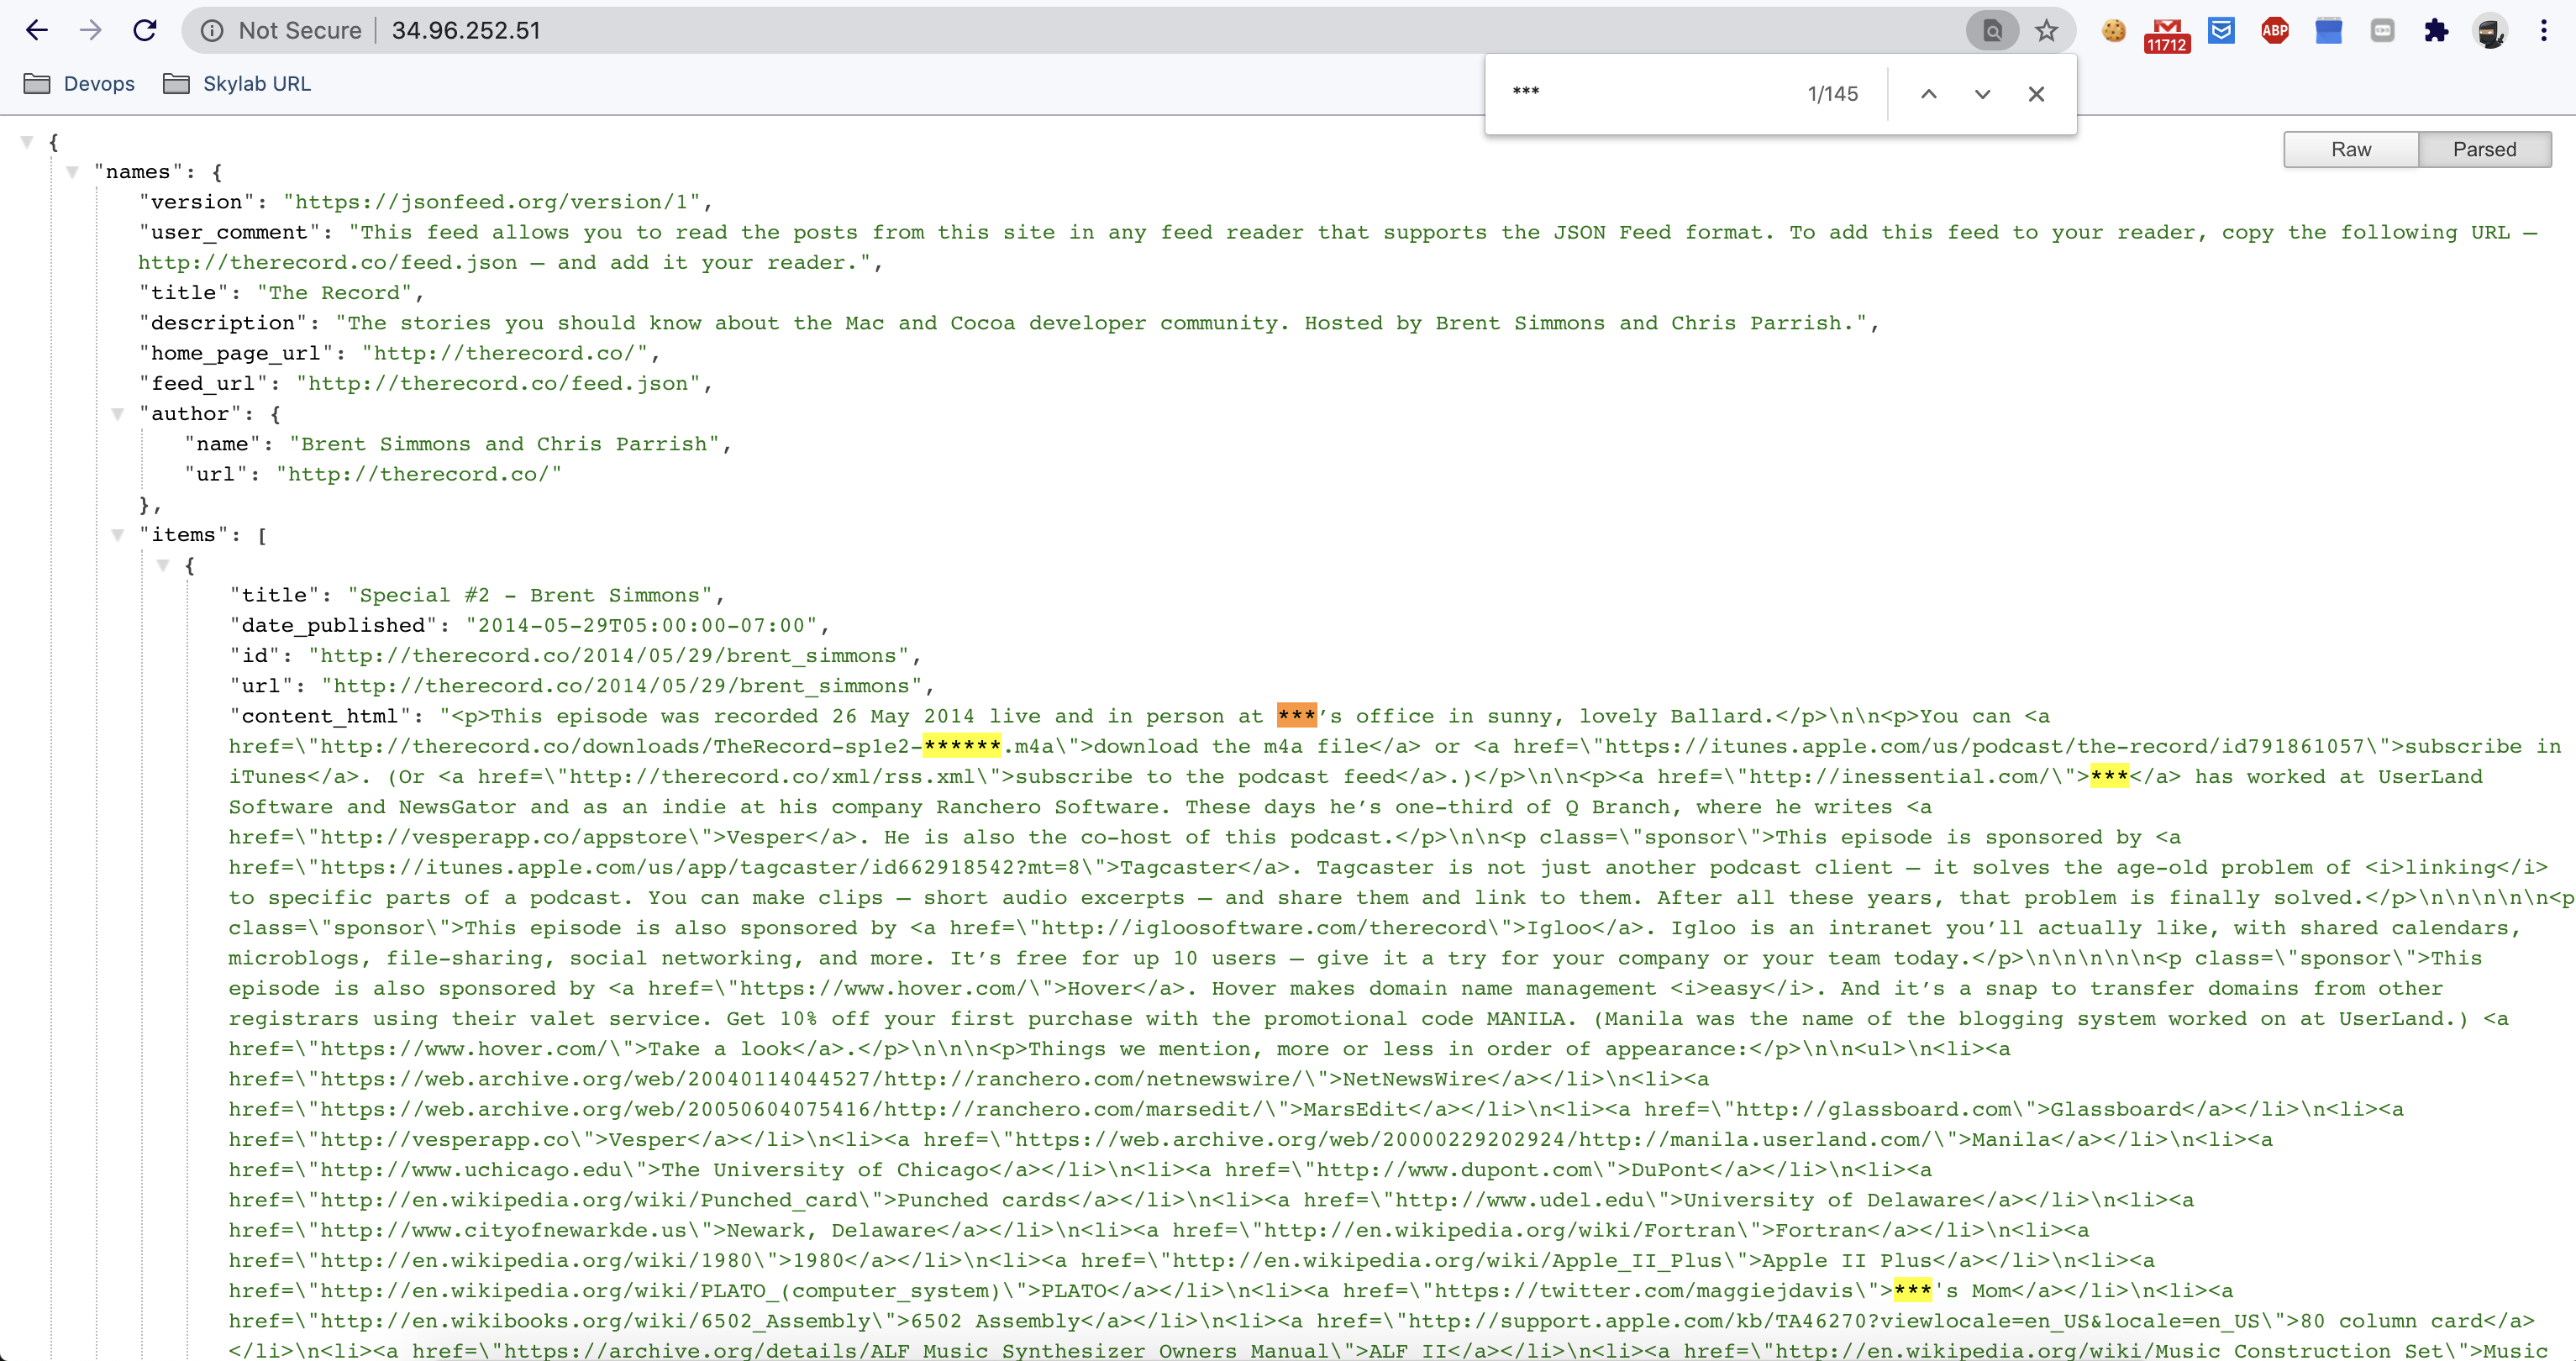 Not Secure 34.96.252.51
11712
ABP
Devops Skylab URL
*** 1/145
Raw Parsed
{
"names": {
"version": "https://jsonfeed.org/version/1",
"user_comment": "This feed allows you to read the posts from this site in any feed reader that supports the JSON Feed format. To add this feed to your reader, copy the following URL —
http://therecord.co/feed.json — and add it your reader.",
"title": "The Record",
"description": "The stories you should know about the Mac and Cocoa developer community. Hosted by Brent Simmons and Chris Parrish.",
"home_page_url": "http://therecord.co/",
"feed_url": "http://therecord.co/feed.json",
"author": {
"name": "Brent Simmons and Chris Parrish",
"url": "http://therecord.co/"
},
"items": [
{
"title": "Special #2 - Brent Simmons",
"date_published": "2014-05-29T05:00:00-07:00",
"id": "http://therecord.co/2014/05/29/brent_simmons",
"url": "http://therecord.co/2014/05/29/brent_simmons",
"content_html": "<p>This episode was recorded 26 May 2014 live and in person at ***’s office in sunny, lovely Ballard.</p>\n\n<p>You can <a
href=\"http://therecord.co/downloads/TheRecord-sp1e2-******.m4a\">download the m4a file</a> or <a href=\"https://itunes.apple.com/us/podcast/the-record/id791861057\">subscribe in
iTunes</a>. (Or <a href=\"http://therecord.co/xml/rss.xml\">subscribe to the podcast feed</a>.)</p>\n\n<p><a href=\"http://inessential.com/\">***</a> has worked at UserLand
Software and NewsGator and as an indie at his company Ranchero Software. These days he’s one-third of Q Branch, where he writes <a
href=\"http://vesperapp.co/appstore\">Vesper</a>. He is also the co-host of this podcast.</p>\n\n<p class=\"sponsor\">This episode is sponsored by <a
href=\"https://itunes.apple.com/us/app/tagcaster/id662918542?mt=8\">Tagcaster</a>. Tagcaster is not just another podcast client — it solves the age-old problem of <i>linking</i>
to specific parts of a podcast. You can make clips — short audio excerpts — and share them and link to them. After all these years, that problem is finally solved.</p>\n\n\n\n\n<p
class=\"sponsor\">This episode is also sponsored by <a href=\"http://igloosoftware.com/therecord\">Igloo</a>. Igloo is an intranet you’ll actually like, with shared calendars,
microblogs, file-sharing, social networking, and more. It’s free for up 10 users — give it a try for your company or your team today.</p>\n\n\n\n\n\n<p class=\"sponsor\">This
episode is also sponsored by <a href=\"https://www.hover.com/\">Hover</a>. Hover makes domain name management <i>easy</i>. And it’s a snap to transfer domains from other
registrars using their valet service. Get 10% off your first purchase with the promotional code MANILA. (Manila was the name of the blogging system worked on at UserLand.) <a
href=\"https://www.hover.com/\">Take a look</a>.</p>\n\n\n\n<p>Things we mention, more or less in order of appearance:</p>\n\n<ul>\n<li><a
href=\"https://web.archive.org/web/20040114044527/http://ranchero.com/netnewswire/\">NetNewsWire</a></li>\n<li><a
href=\"https://web.archive.org/web/20050604075416/http://ranchero.com/marsedit/\">MarsEdit</a></li>\n<li><a href=\"http://glassboard.com\">Glassboard</a></li>\n<li><a
href=\"http://vesperapp.co\">Vesper</a></li>\n<li><a href=\"https://web.archive.org/web/20000229202924/http://manila.userland.com/\">Manila</a></li>\n<li><a
href=\"http://www.uchicago.edu\">The University of Chicago</a></li>\n<li><a href=\"http://www.dupont.com\">DuPont</a></li>\n<li><a
href=\"http://en.wikipedia.org/wiki/Punched_card\">Punched cards</a></li>\n<li><a href=\"http://www.udel.edu\">University of Delaware</a></li>\n<li><a
href=\"http://www.cityofnewarkde.us\">Newark, Delaware</a></li>\n<li><a href=\"http://en.wikipedia.org/wiki/Fortran\">Fortran</a></li>\n<li><a
href=\"http://en.wikipedia.org/wiki/1980\">1980</a></li>\n<li><a href=\"http://en.wikipedia.org/wiki/Apple_II_Plus\">Apple II Plus</a></li>\n<li><a
href=\"http://en.wikipedia.org/wiki/PLATO_(computer_system)\">PLATO</a></li>\n<li><a href=\"https://twitter.com/maggiejdavis\">***'s Mom</a></li>\n<li><a
href=\"http://en.wikibooks.org/wiki/6502_Assembly\">6502 Assembly</a></li>\n<li><a href=\"http://support.apple.com/kb/TA46270?viewlocale=en_US&locale=en_US\">80 column card</a>
</li>\n<li><a href=\"https://archive.org/details/ALF_Music_Synthesizer_Owners_Manual\">ALF II</a></li>\n<li><a href=\"http://en.wikipedia.org/wiki/Music_Construction_Set\">Music